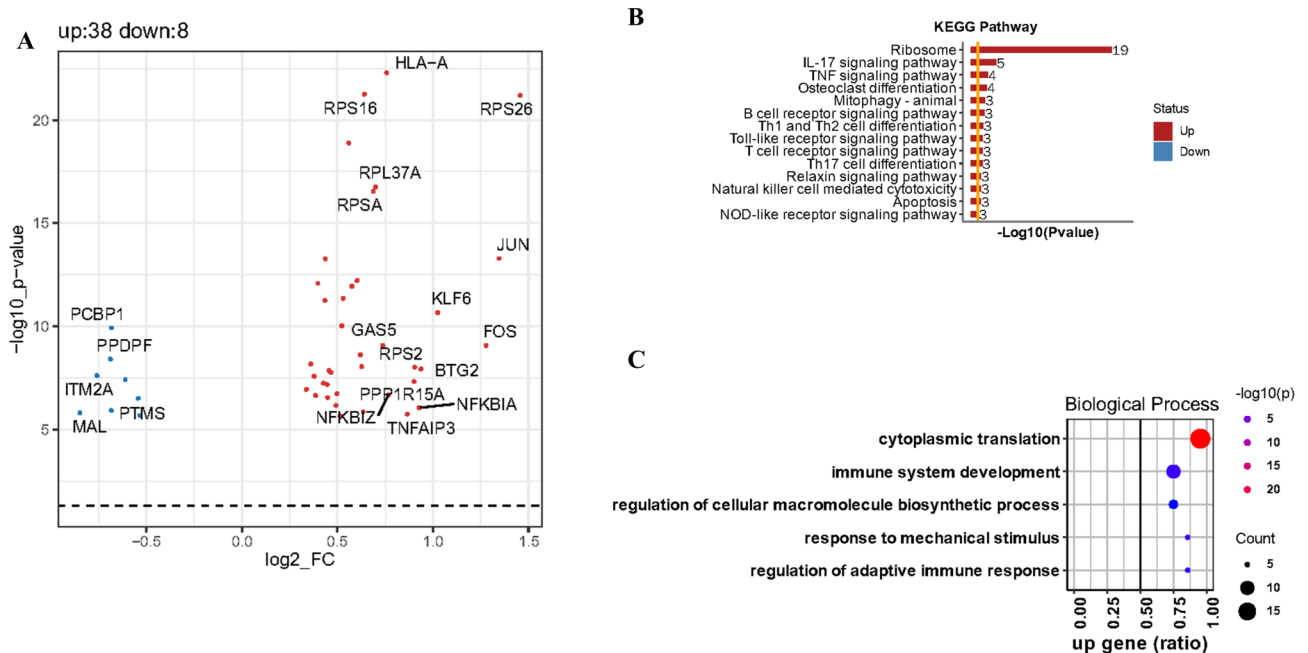 A
up:38 down:8
HLA-A
RPS16
RPS26
RPL37A
RPSA
JUN
KLF6
PCBP1
GAS5
FOS
PPDPF
RPS2
BTG2
ITM2A
PPP1R15A
PTMS
NFKBIZ
NFKBIA
MAL
TNFAIP3
20
15
10
5
-log10_p-value
-0.5
0.0
0.5
1.0
1.5
log2_FC
B
KEGG Pathway
Ribosome 19
IL-17 signaling pathway 5
TNF signaling pathway 4
Osteoclast differentiation 4
Mitophagy - animal 3
B cell receptor signaling pathway 3
Th1 and Th2 cell differentiation 3
Toll-like receptor signaling pathway 3
T cell receptor signaling pathway 3
Th17 cell differentiation 3
Relaxin signaling pathway 3
Natural killer cell mediated cytotoxicity 3
Apoptosis 3
NOD-like receptor signaling pathway 3
-Log10(Pvalue)
Status
Up
Down
C
Biological Process
cytoplasmic translation
immune system development
regulation of cellular macromolecule biosynthetic process
response to mechanical stimulus
regulation of adaptive immune response
0.00
0.25
0.50
0.75
1.00
up gene (ratio)
-log10(p)
5
10
15
20
Count
5
10
15